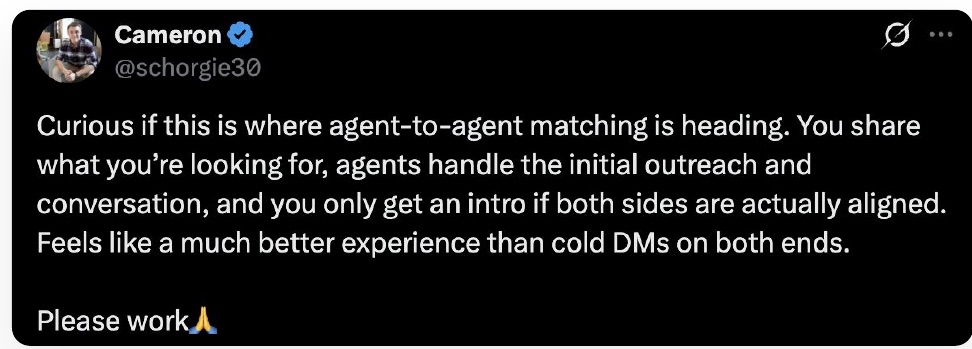 Cameron
@schorgie30
Curious if this is where agent-to-agent matching is heading. You share
what you’re looking for, agents handle the initial outreach and
conversation, and you only get an intro if both sides are actually aligned.
Feels like a much better experience than cold DMs on both ends.
Please work🙏